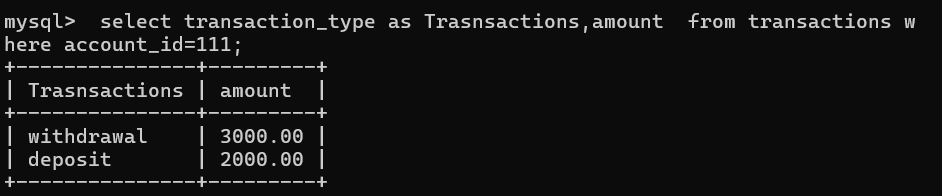 mysql>  select transaction_type as Trasnsactions,amount  from transactions w
here account_id=111;
+---------------+---------+
| Trasnsactions | amount  |
+---------------+---------+
| withdrawal    | 3000.00 |
| deposit       | 2000.00 |
+---------------+---------+